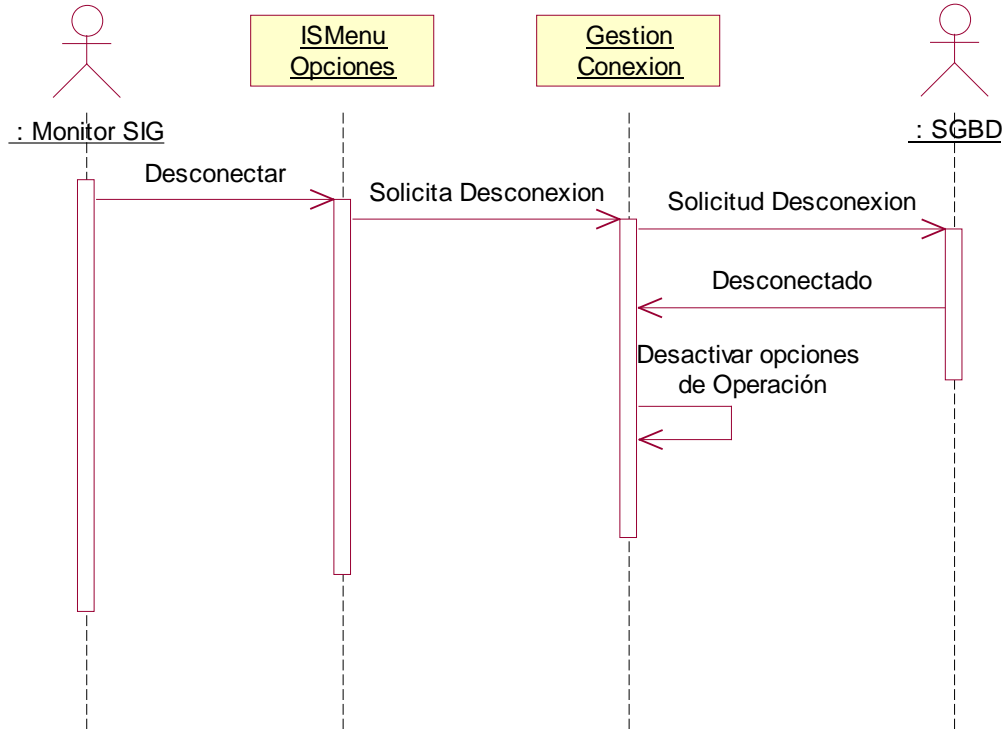 ISMenu
Opciones
Gestion
Conexion
: Monitor SIG
: SGBD
Desconectar
Solicita Desconexion
Solicitud Desconexion
Desconectado
Desactivar opciones
de Operación